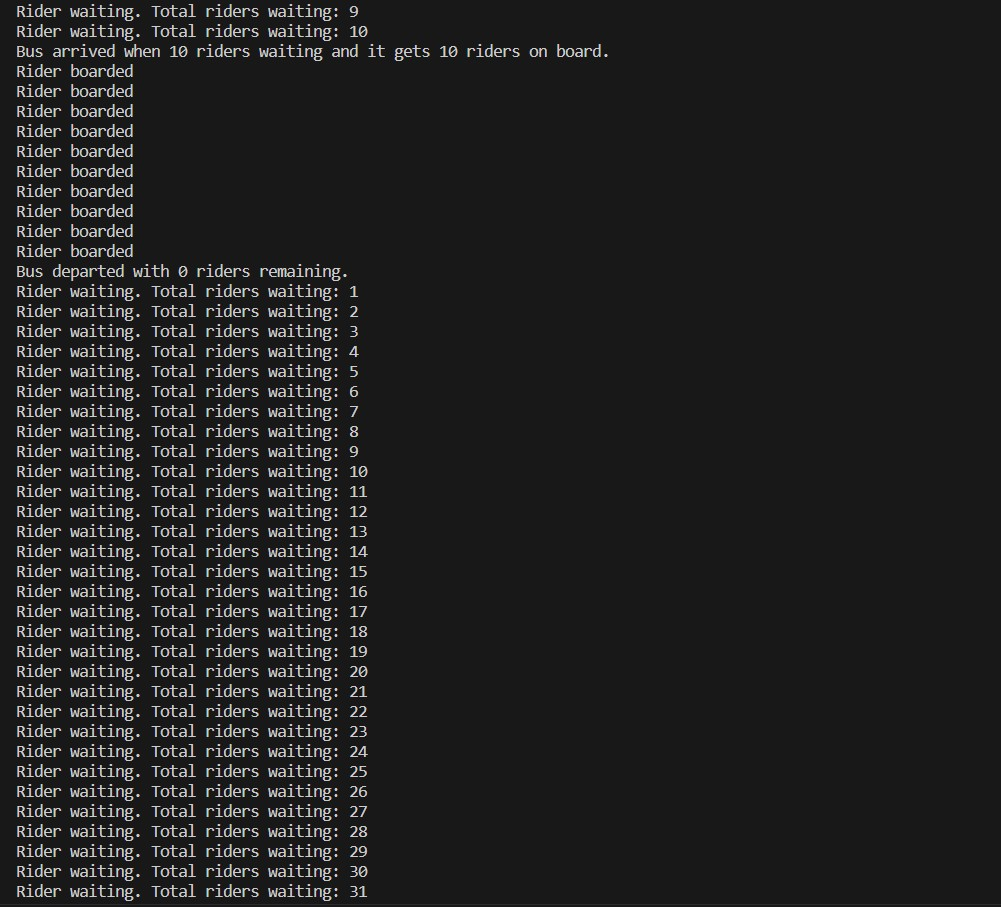 Rider waiting. Total riders waiting: 9
Rider waiting. Total riders waiting: 10
Bus arrived when 10 riders waiting and it gets 10 riders on board.
Rider boarded
Rider boarded
Rider boarded
Rider boarded
Rider boarded
Rider boarded
Rider boarded
Rider boarded
Rider boarded
Rider boarded
Bus departed with 0 riders remaining.
Rider waiting. Total riders waiting: 1
Rider waiting. Total riders waiting: 2
Rider waiting. Total riders waiting: 3
Rider waiting. Total riders waiting: 4
Rider waiting. Total riders waiting: 5
Rider waiting. Total riders waiting: 6
Rider waiting. Total riders waiting: 7
Rider waiting. Total riders waiting: 8
Rider waiting. Total riders waiting: 9
Rider waiting. Total riders waiting: 10
Rider waiting. Total riders waiting: 11
Rider waiting. Total riders waiting: 12
Rider waiting. Total riders waiting: 13
Rider waiting. Total riders waiting: 14
Rider waiting. Total riders waiting: 15
Rider waiting. Total riders waiting: 16
Rider waiting. Total riders waiting: 17
Rider waiting. Total riders waiting: 18
Rider waiting. Total riders waiting: 19
Rider waiting. Total riders waiting: 20
Rider waiting. Total riders waiting: 21
Rider waiting. Total riders waiting: 22
Rider waiting. Total riders waiting: 23
Rider waiting. Total riders waiting: 24
Rider waiting. Total riders waiting: 25
Rider waiting. Total riders waiting: 26
Rider waiting. Total riders waiting: 27
Rider waiting. Total riders waiting: 28
Rider waiting. Total riders waiting: 29
Rider waiting. Total riders waiting: 30
Rider waiting. Total riders waiting: 31